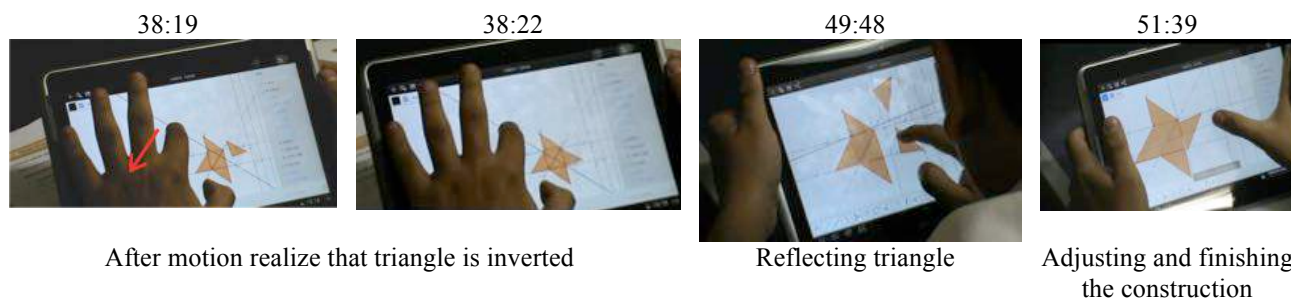 38:19 38:22 49:48 51:39
After motion realize that triangle is inverted Reflecting triangle Adjusting and finishing
the construction